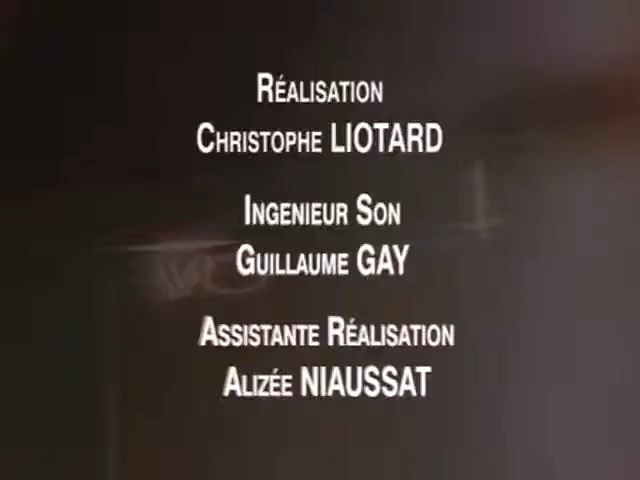 Réalisation
Christophe LIOTARD
Ingenieur Son
Guillaume GAY
Assistante Réalisation
Alizée NIAUSSAT